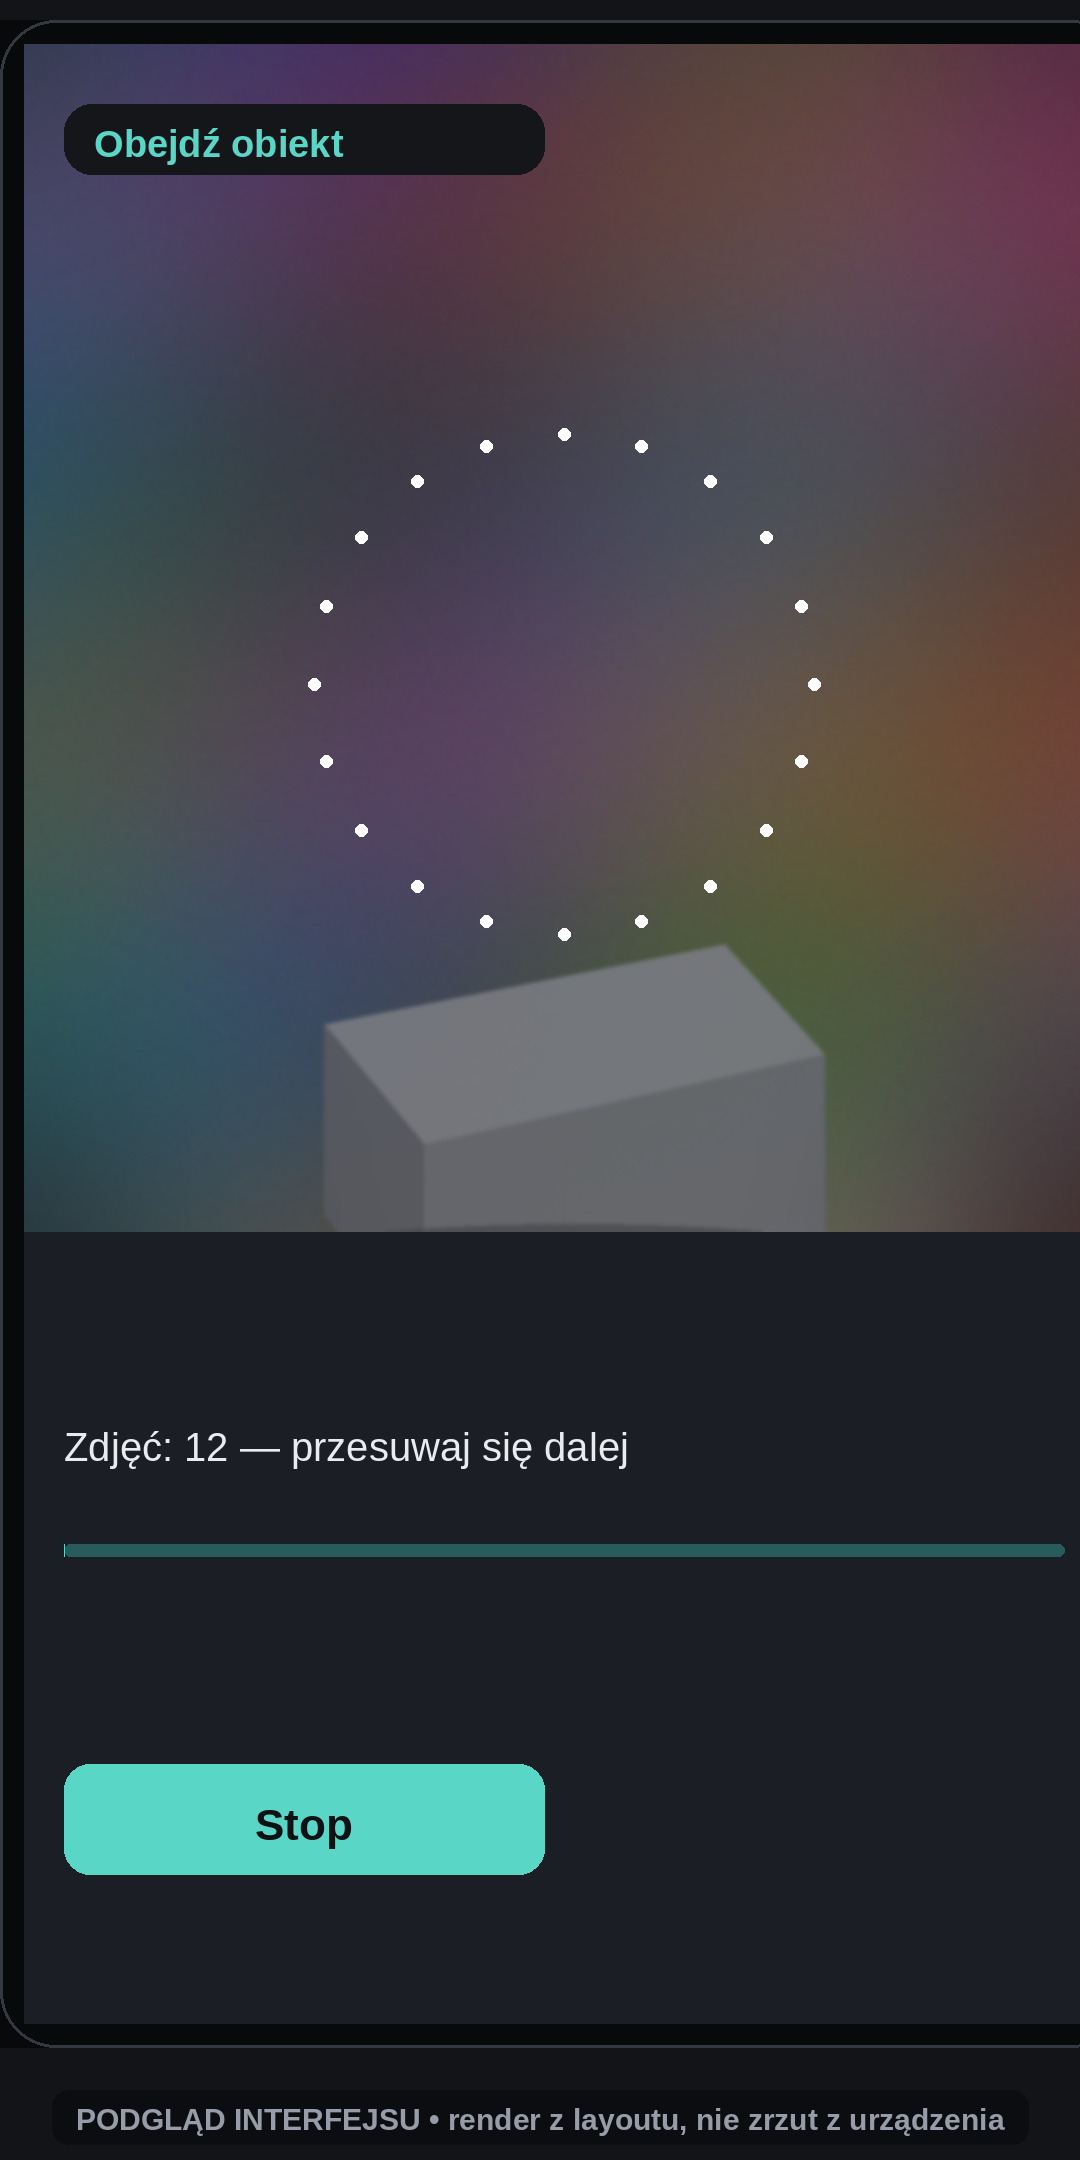 Obejdź obiekt
Zdjęć: 12 — przesuwaj się dalej
Stop
PODGLĄD INTERFEJSU • render z layoutu, nie zrzut z urządzenia